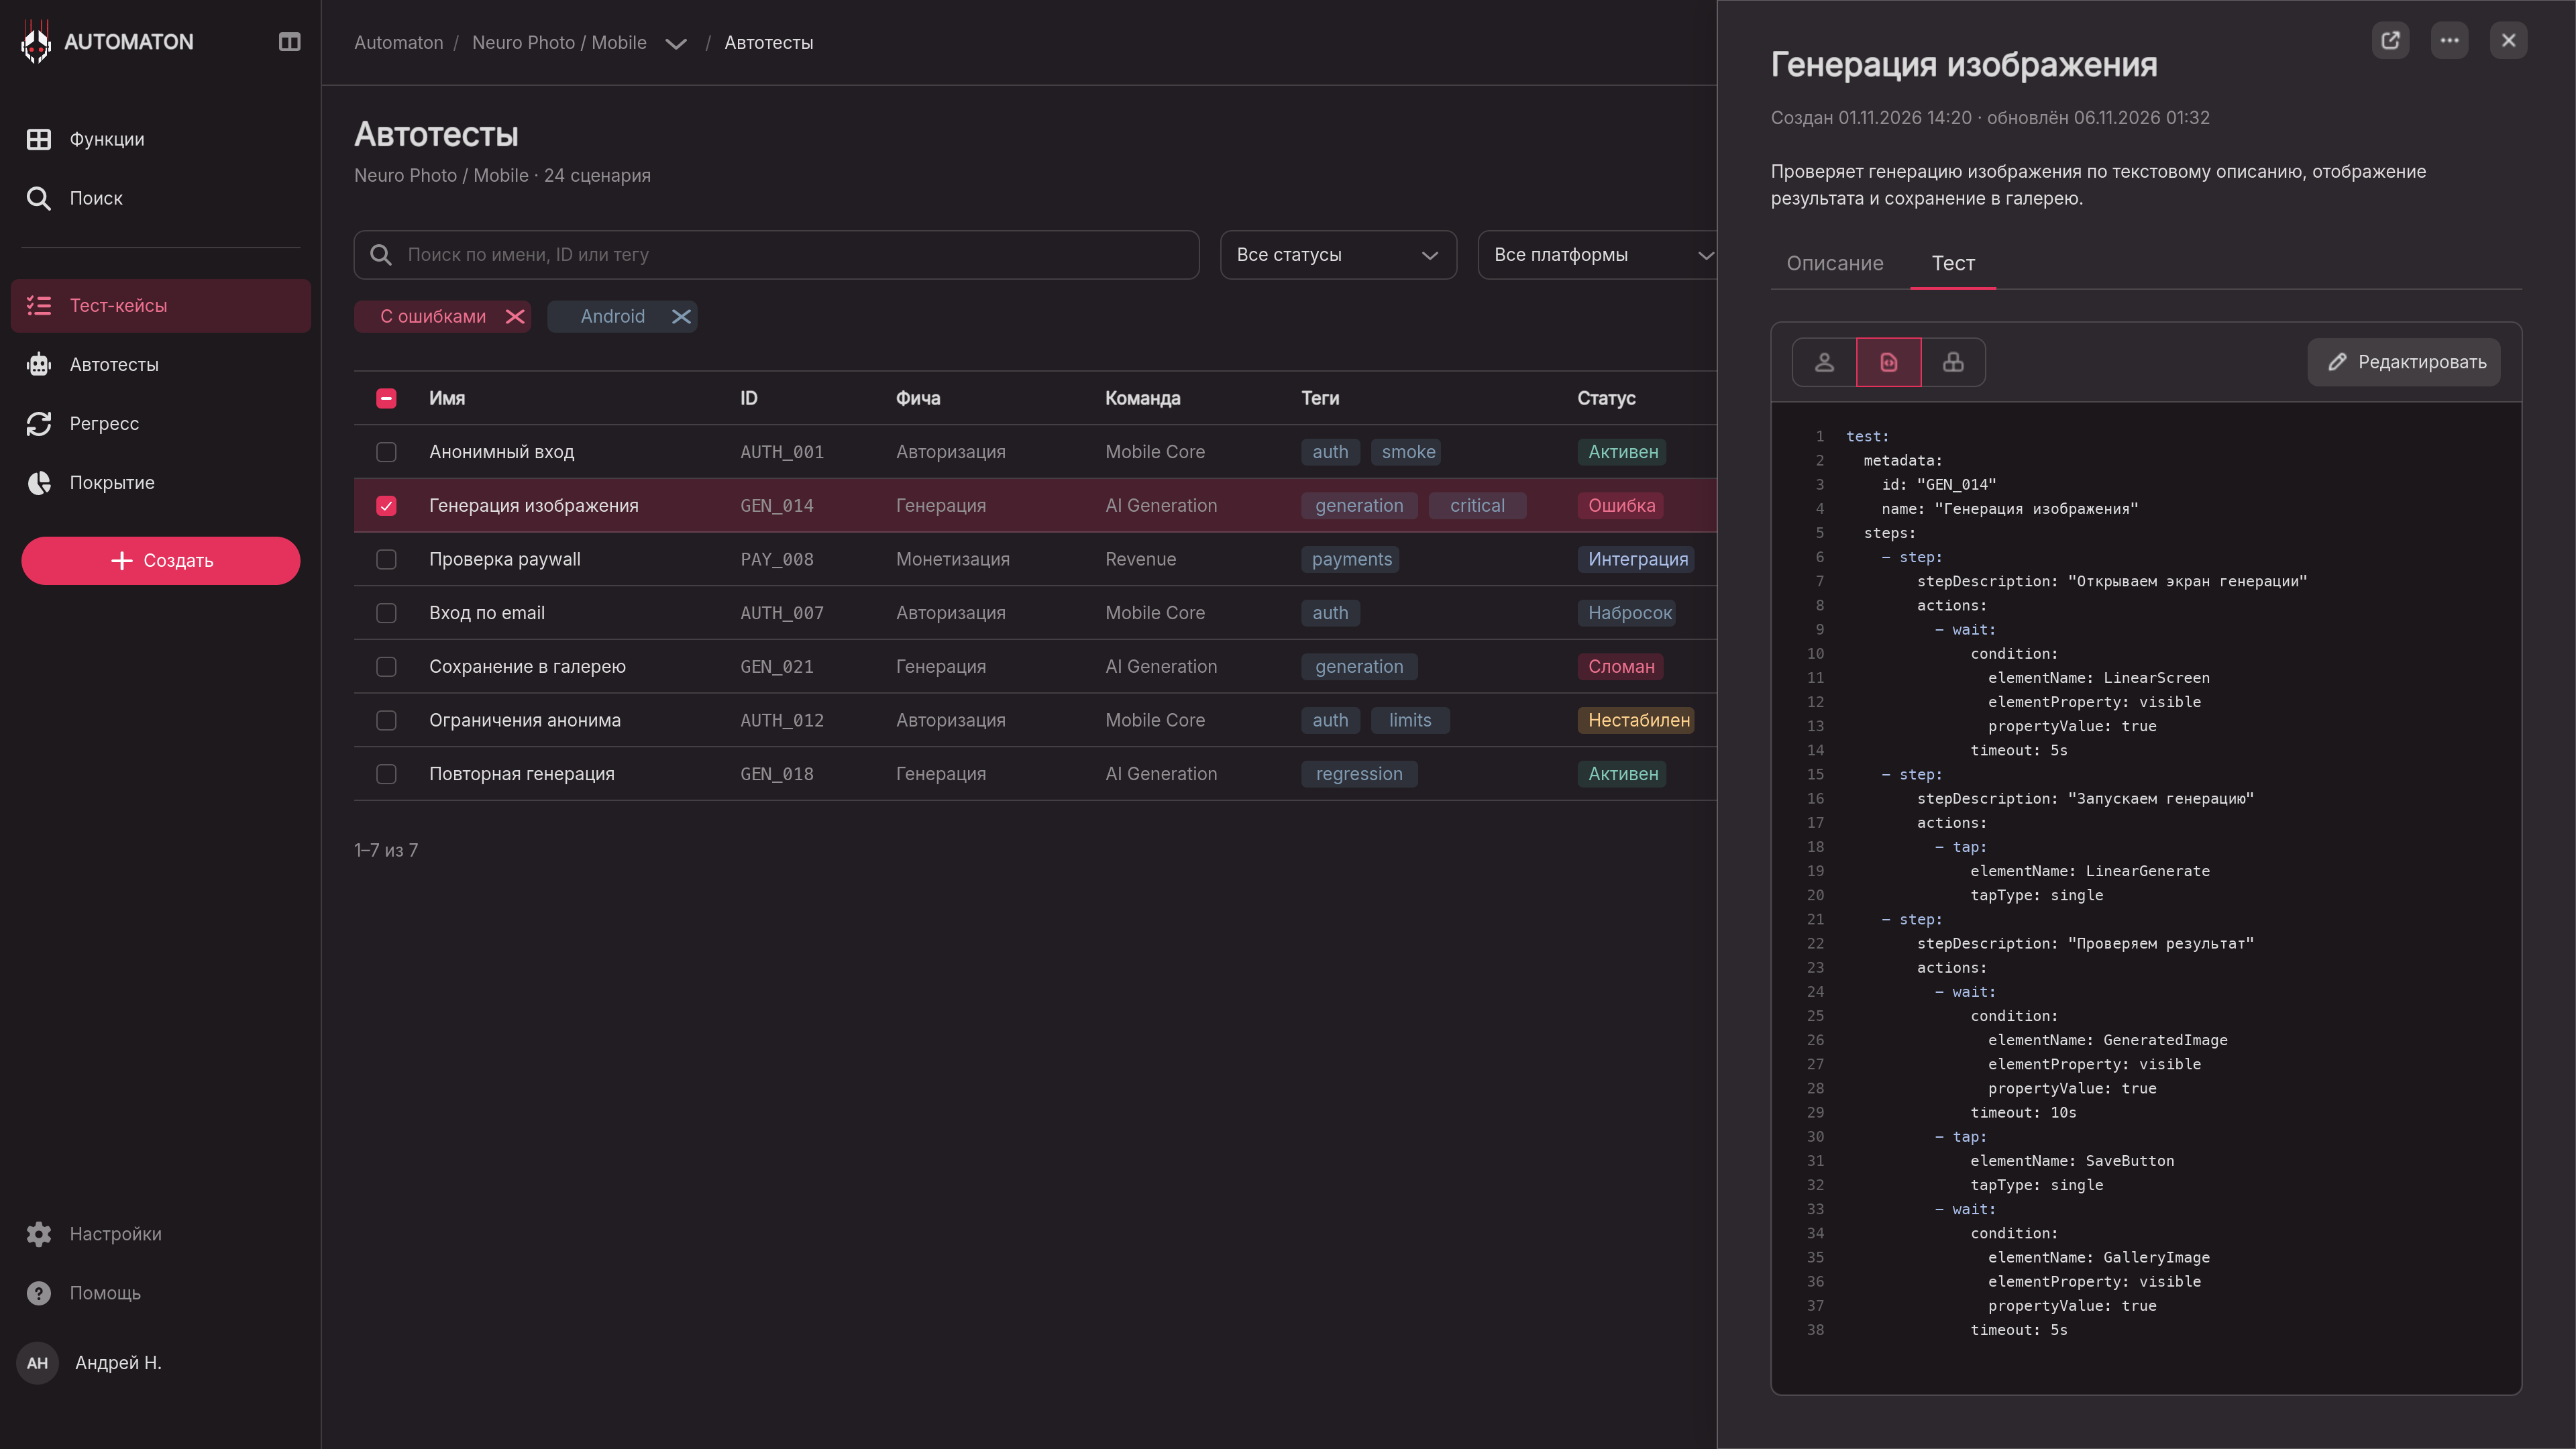 AUTOMATON
Функции
Поиск
Тест-кейсы
Автотесты
Регресс
Покрытие
Создать
Настройки
Помощь
АН
Андрей Н.
Automaton / Neuro Photo / Mobile / Автотесты
Автотесты
Neuro Photo / Mobile · 24 сценария
Поиск по имени, ID или тегу
Все статусы
Все платформы
С ошибками
Android
Имя ID Фича Команда Теги Статус
Анонимный вход AUTH_001 Авторизация Mobile Core auth smoke Активен
Генерация изображения GEN_014 Генерация AI Generation generation critical Ошибка
Проверка paywall PAY_008 Монетизация Revenue payments Интеграция
Вход по email AUTH_007 Авторизация Mobile Core auth Набросок
Сохранение в галерею GEN_021 Генерация AI Generation generation Сломан
Ограничения анонима AUTH_012 Авторизация Mobile Core auth limits Нестабилен
Повторная генерация GEN_018 Генерация AI Generation regression Активен
1–7 из 7
Генерация изображения
Создан 01.11.2026 14:20 · обновлён 06.11.2026 01:32
Проверяет генерацию изображения по текстовому описанию, отображение
результата и сохранение в галерею.
Описание
Тест
Редактировать
1 test:
2 metadata:
3 id: "GEN_014"
4 name: "Генерация изображения"
5 steps:
6 – step:
7 stepDescription: "Открываем экран генерации"
8 actions:
9 – wait:
10 condition:
11 elementName: LinearScreen
12 elementProperty: visible
13 propertyValue: true
14 timeout: 5s
15 – step:
16 stepDescription: "Запускаем генерацию"
17 actions:
18 – tap:
19 elementName: LinearGenerate
20 tapType: single
21 – step:
22 stepDescription: "Проверяем результат"
23 actions:
24 – wait:
25 condition:
26 elementName: GeneratedImage
27 elementProperty: visible
28 propertyValue: true
29 timeout: 10s
30 – tap:
31 elementName: SaveButton
32 tapType: single
33 – wait:
34 condition:
35 elementName: GalleryImage
36 elementProperty: visible
37 propertyValue: true
38 timeout: 5s